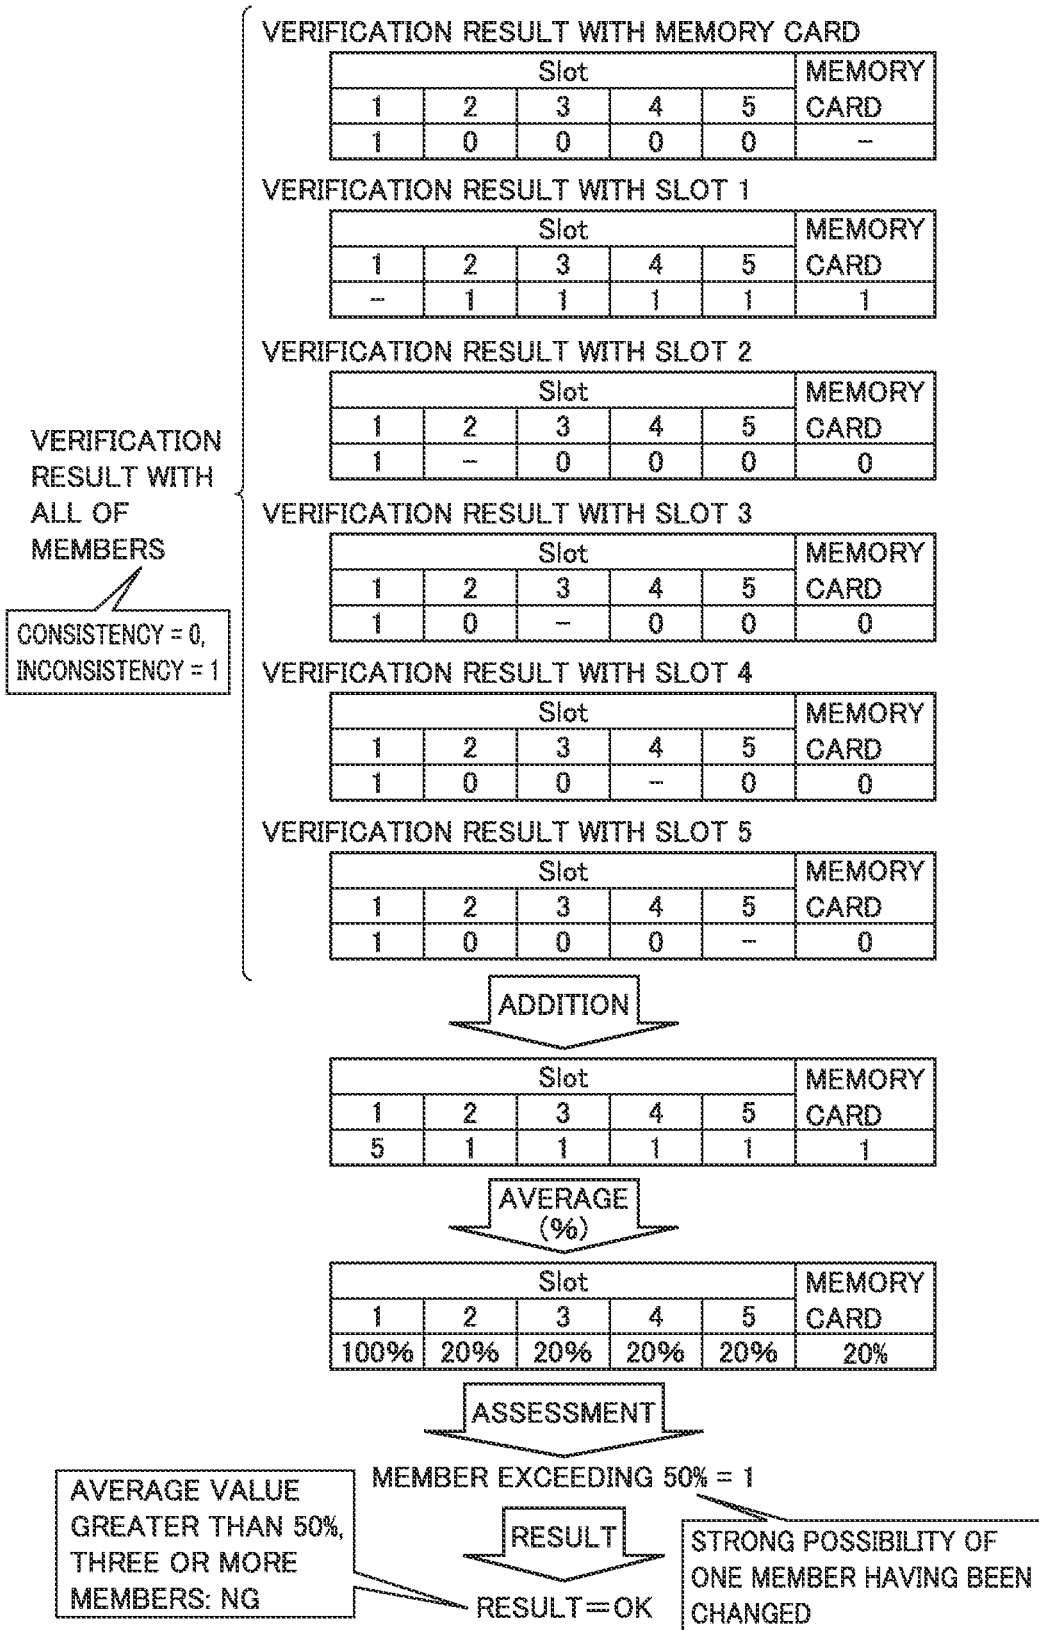 VERIFICATION RESULT WITH MEMORY CARD
Slot MEMORY
1 2 3 4 5 CARD
1 0 0 0 0 –
VERIFICATION RESULT WITH SLOT 1
Slot MEMORY
1 2 3 4 5 CARD
– 1 1 1 1 1
VERIFICATION RESULT WITH SLOT 2
Slot MEMORY
1 2 3 4 5 CARD
1 – 0 0 0 0
VERIFICATION
RESULT WITH
ALL OF
MEMBERS
CONSISTENCY = 0,
INCONSISTENCY = 1
VERIFICATION RESULT WITH SLOT 3
Slot MEMORY
1 2 3 4 5 CARD
1 0 – 0 0 0
VERIFICATION RESULT WITH SLOT 4
Slot MEMORY
1 2 3 4 5 CARD
1 0 0 – 0 0
VERIFICATION RESULT WITH SLOT 5
Slot MEMORY
1 2 3 4 5 CARD
1 0 0 0 – 0
ADDITION
Slot MEMORY
1 2 3 4 5 CARD
5 1 1 1 1 1
AVERAGE
(%)
Slot MEMORY
1 2 3 4 5 CARD
100% 20% 20% 20% 20% 20%
ASSESSMENT
MEMBER EXCEEDING 50% = 1
AVERAGE VALUE
GREATER THAN 50%,
THREE OR MORE
MEMBERS: NG
RESULT
STRONG POSSIBILITY OF
ONE MEMBER HAVING BEEN
CHANGED
RESULT=OK